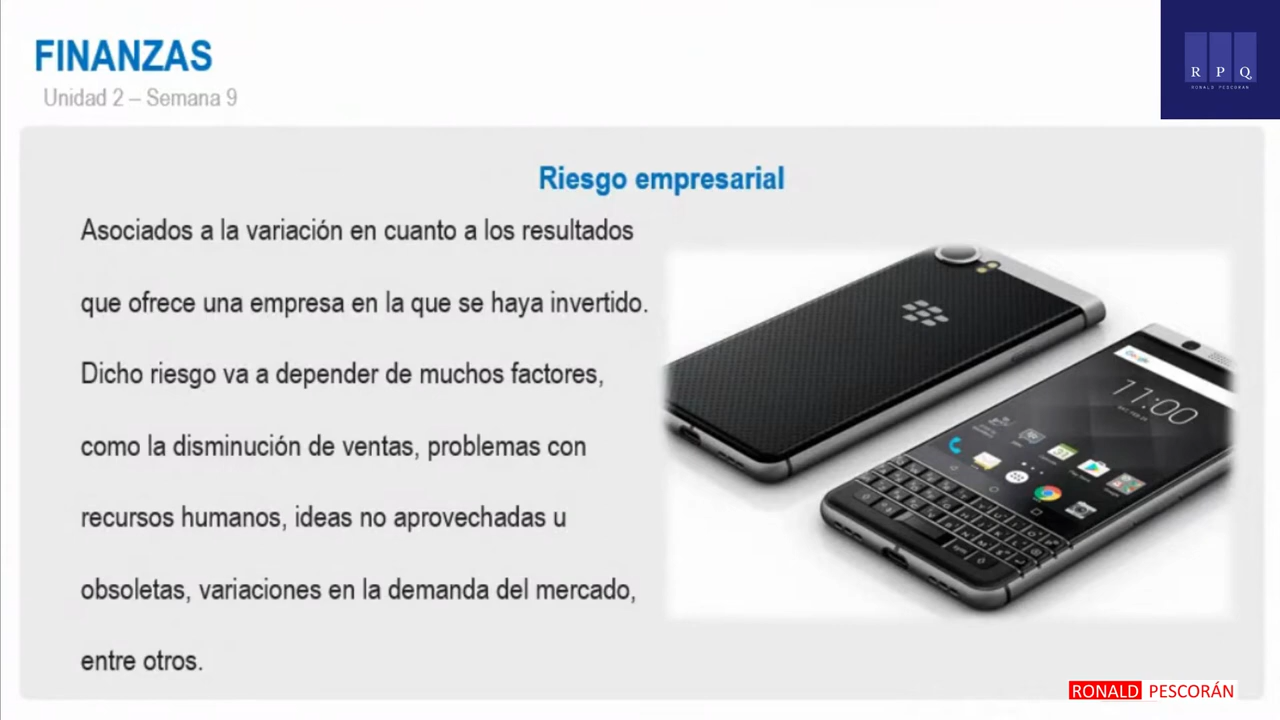 FINANZAS
Unidad 2 – Semana 9
R P Q
RONALD PESCORAN
Riesgo empresarial
Asociados a la variación en cuanto a los resultados
que ofrece una empresa en la que se haya invertido.
Dicho riesgo va a depender de muchos factores,
como la disminución de ventas, problemas con
recursos humanos, ideas no aprovechadas u
obsoletas, variaciones en la demanda del mercado,
entre otros.
Google
11:00
RONALD PESCORÁN